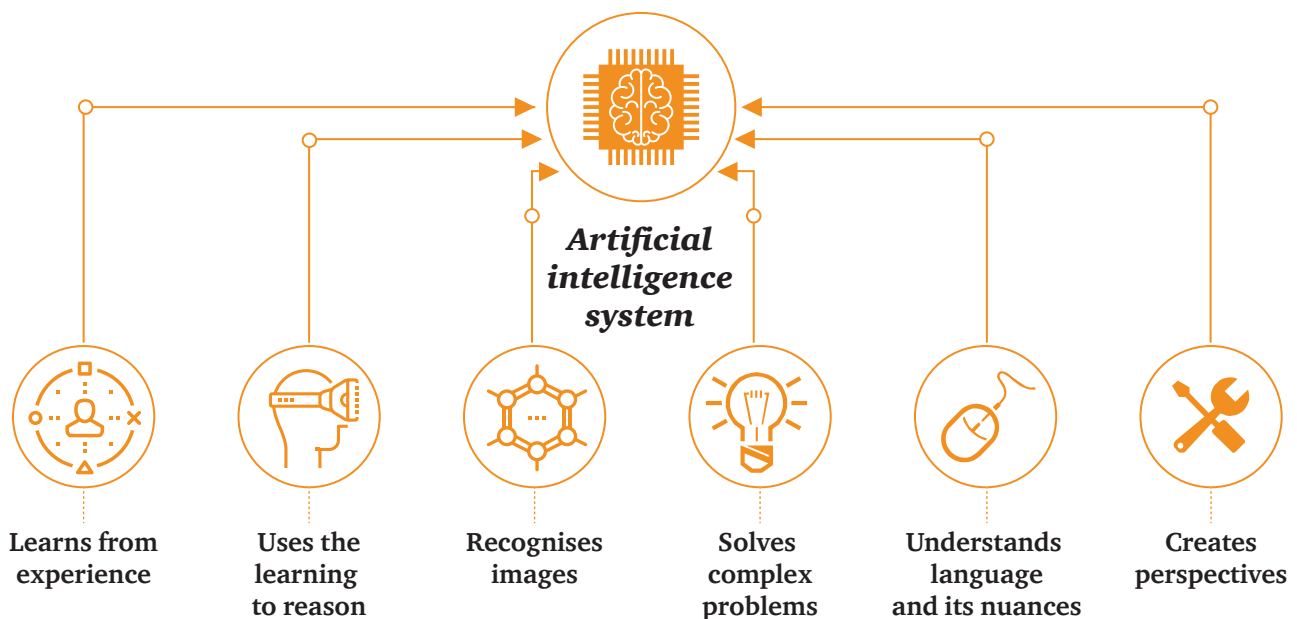 Artificial
intelligence
system
Learns from
experience
Uses the
learning
to reason
Recognises
images
Solves
complex
problems
Understands
language
and its nuances
Creates
perspectives